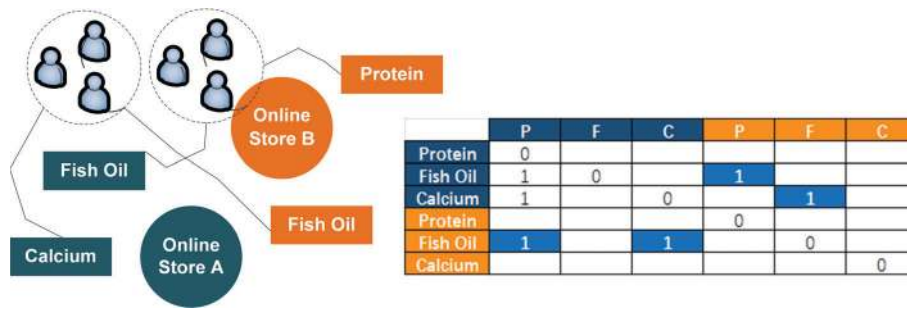 Protein
Online
Store B
Fish Oil
Fish Oil
Calcium
Online
Store A
P F C P F C
Protein 0
Fish Oil 1 0 1
Calcium 1 0 1
Protein 0
Fish Oil 1 1 0
Calcium 0